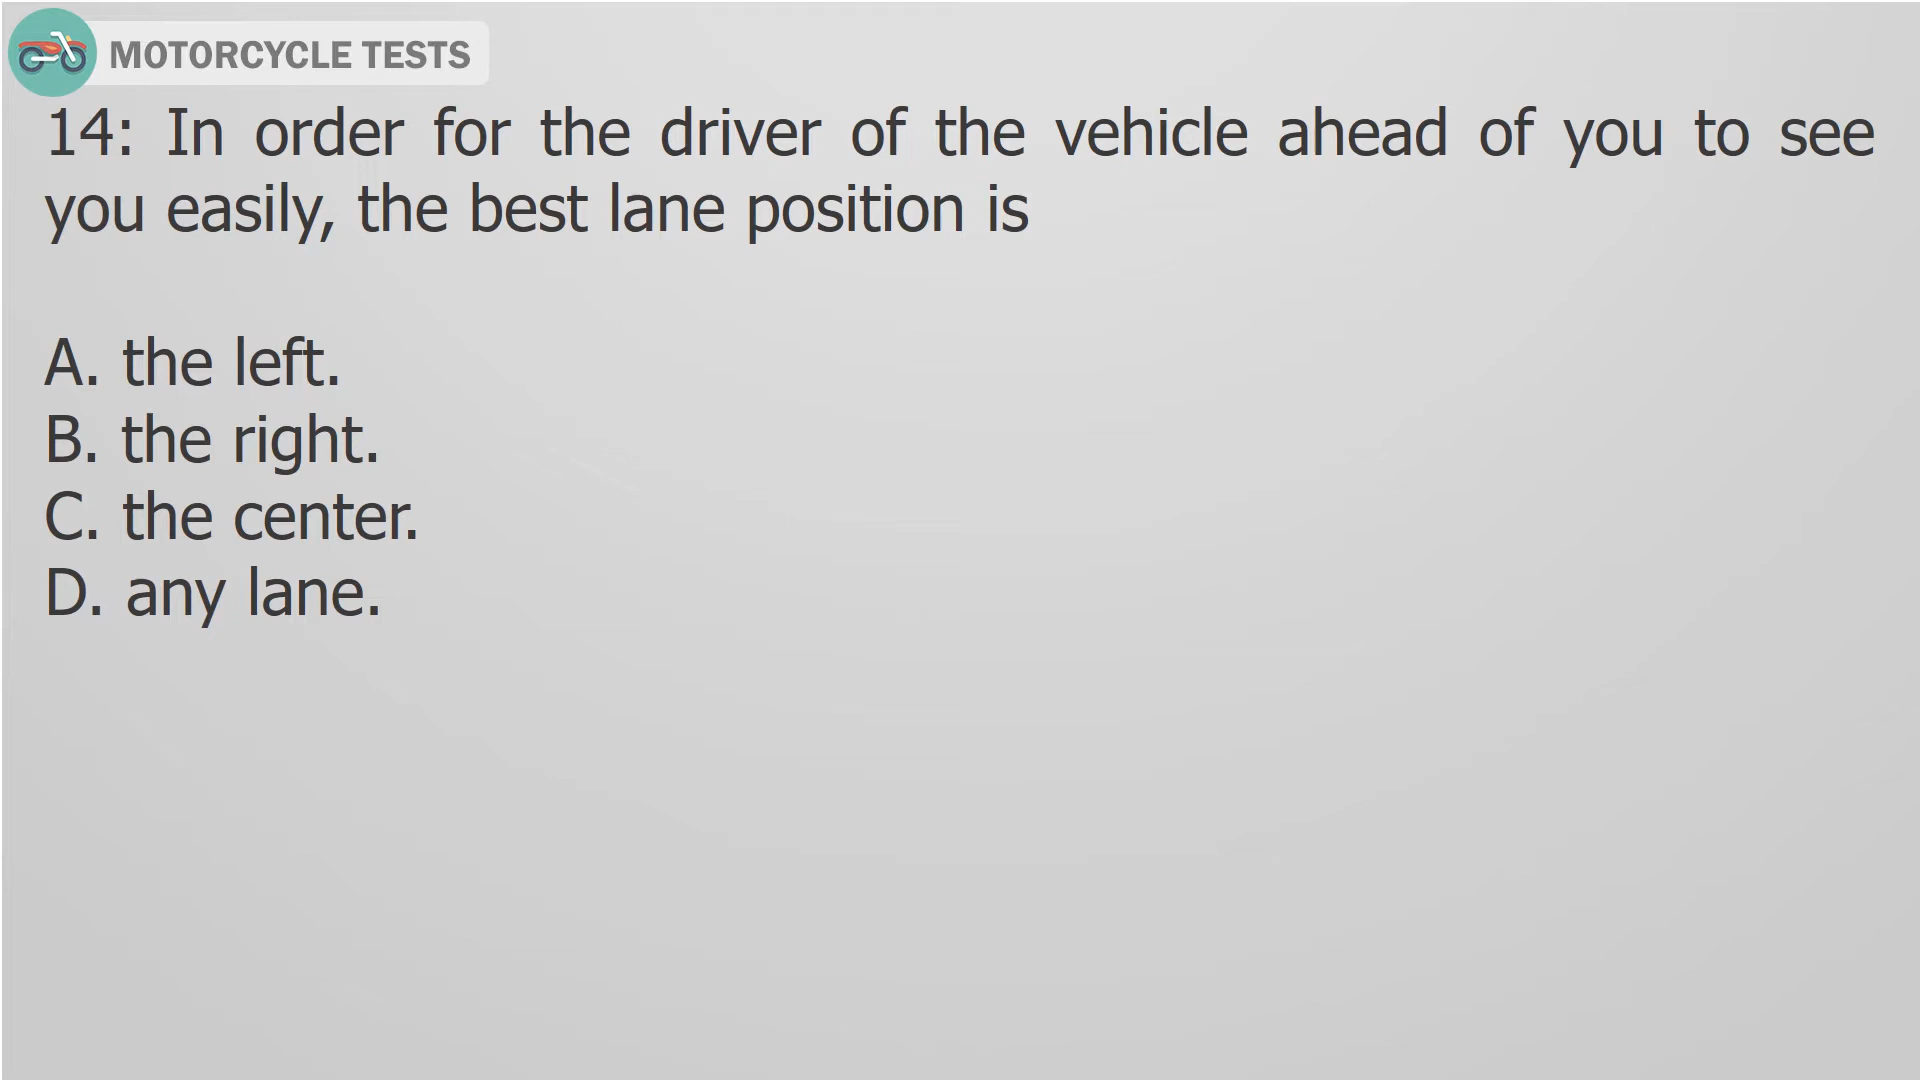 MOTORCYCLE TESTS
14: In order for the driver of the vehicle ahead of you to see
you easily, the best lane position is
A. the left.
B. the right.
C. the center.
D. any lane.